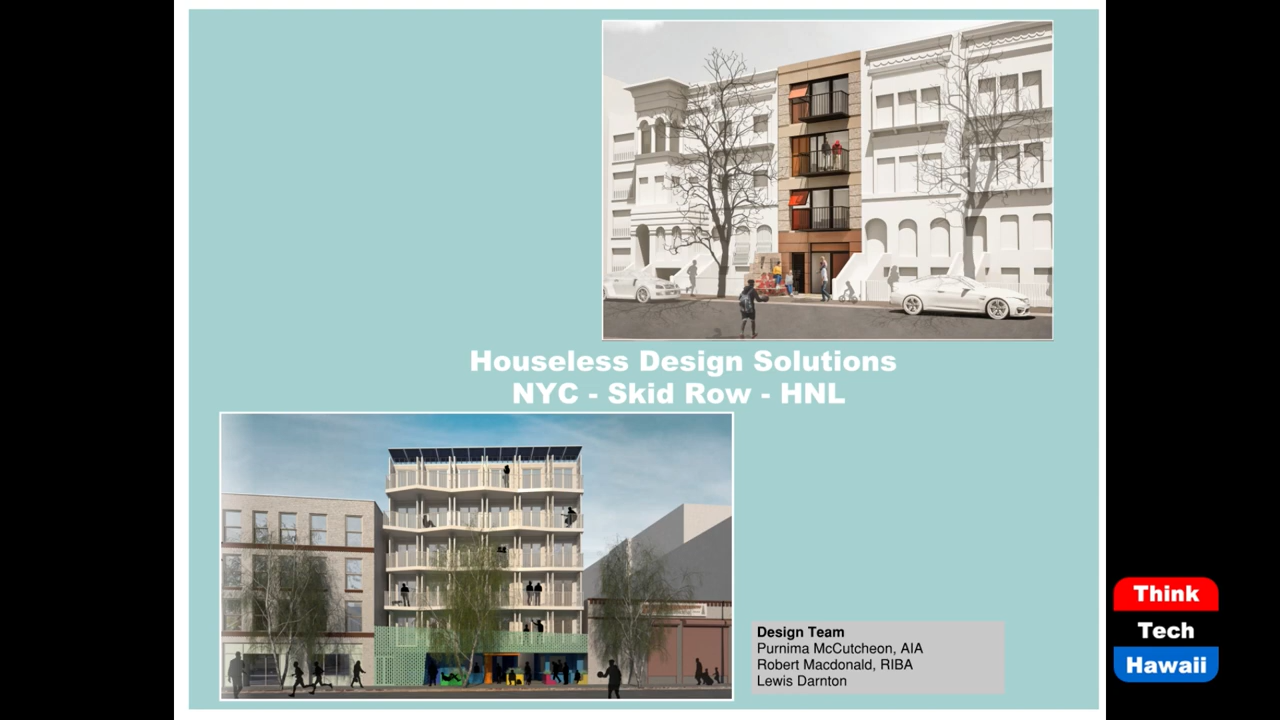 Houseless Design Solutions
NYC - Skid Row - HNL
Design Team
Purnima McCutcheon, AIA
Robert Macdonald, RIBA
Lewis Darnton
Think
Tech
Hawaii